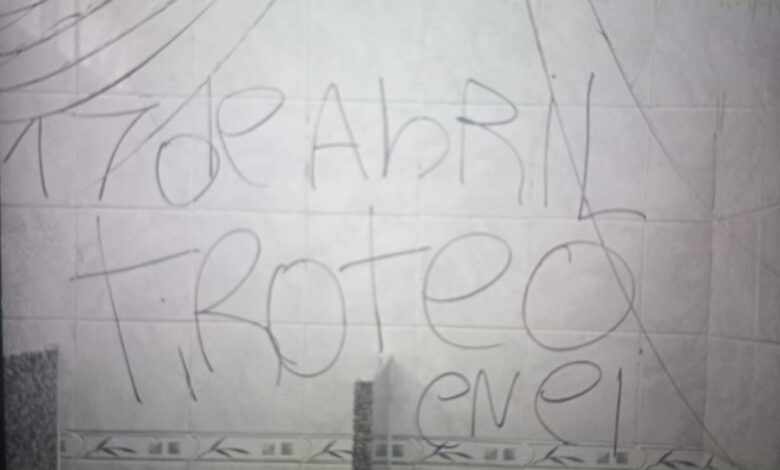 17 de AbRIL
TiROTeO
eN el